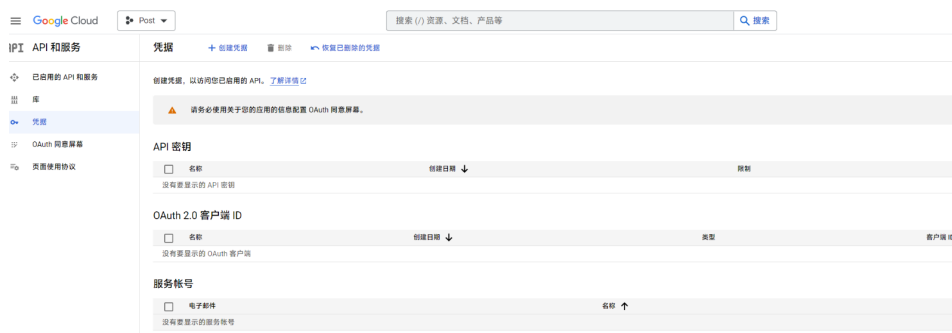 Google Cloud
Post
搜索 (/) 资源、文档、产品等
搜索
API
API 和服务
凭据
创建凭据
删除
恢复已删除的凭据
已启用的 API 和服务
库
凭据
OAuth 同意屏幕
页面使用协议
创建凭据，以访问您已启用的 API。了解详情
请务必使用关于您的应用的信息配置 OAuth 同意屏幕。
API 密钥
名称 创建日期 限制
没有要显示的 API 密钥
OAuth 2.0 客户端 ID
名称 创建日期 类型 客户端 ID
没有要显示的 OAuth 客户端
服务帐号
电子邮件 名称
没有要显示的服务帐号